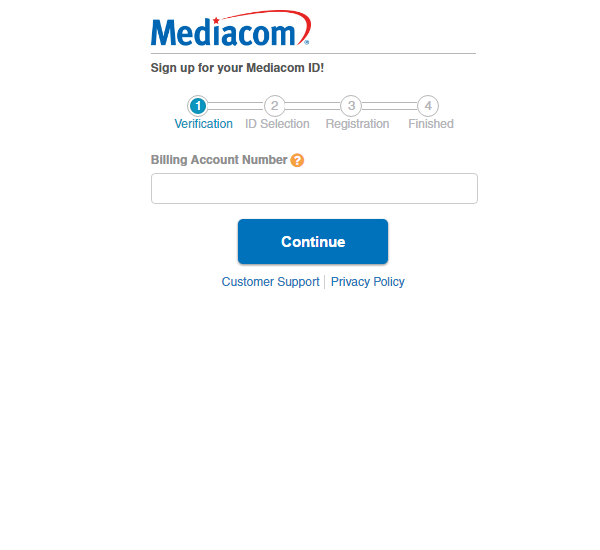 Mediacom
Sign up for your Mediacom ID!
1 2 3 4
Verification ID Selection Registration Finished
Billing Account Number ?
Continue
Customer Support | Privacy Policy